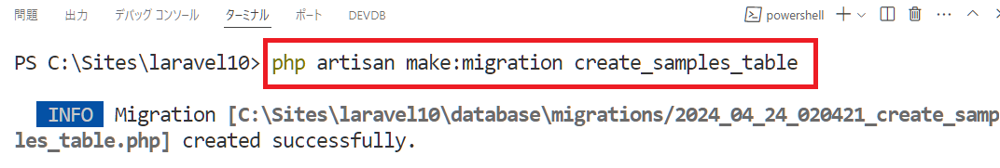 問題 出力 デバッグ コンソール ターミナル ポート DEVDB powershell
PS C:\Sites\laravel10> php artisan make:migration create_samples_table
INFO Migration [C:\Sites\laravel10\database\migrations/2024_04_24_020421_create_samp
les_table.php] created successfully.